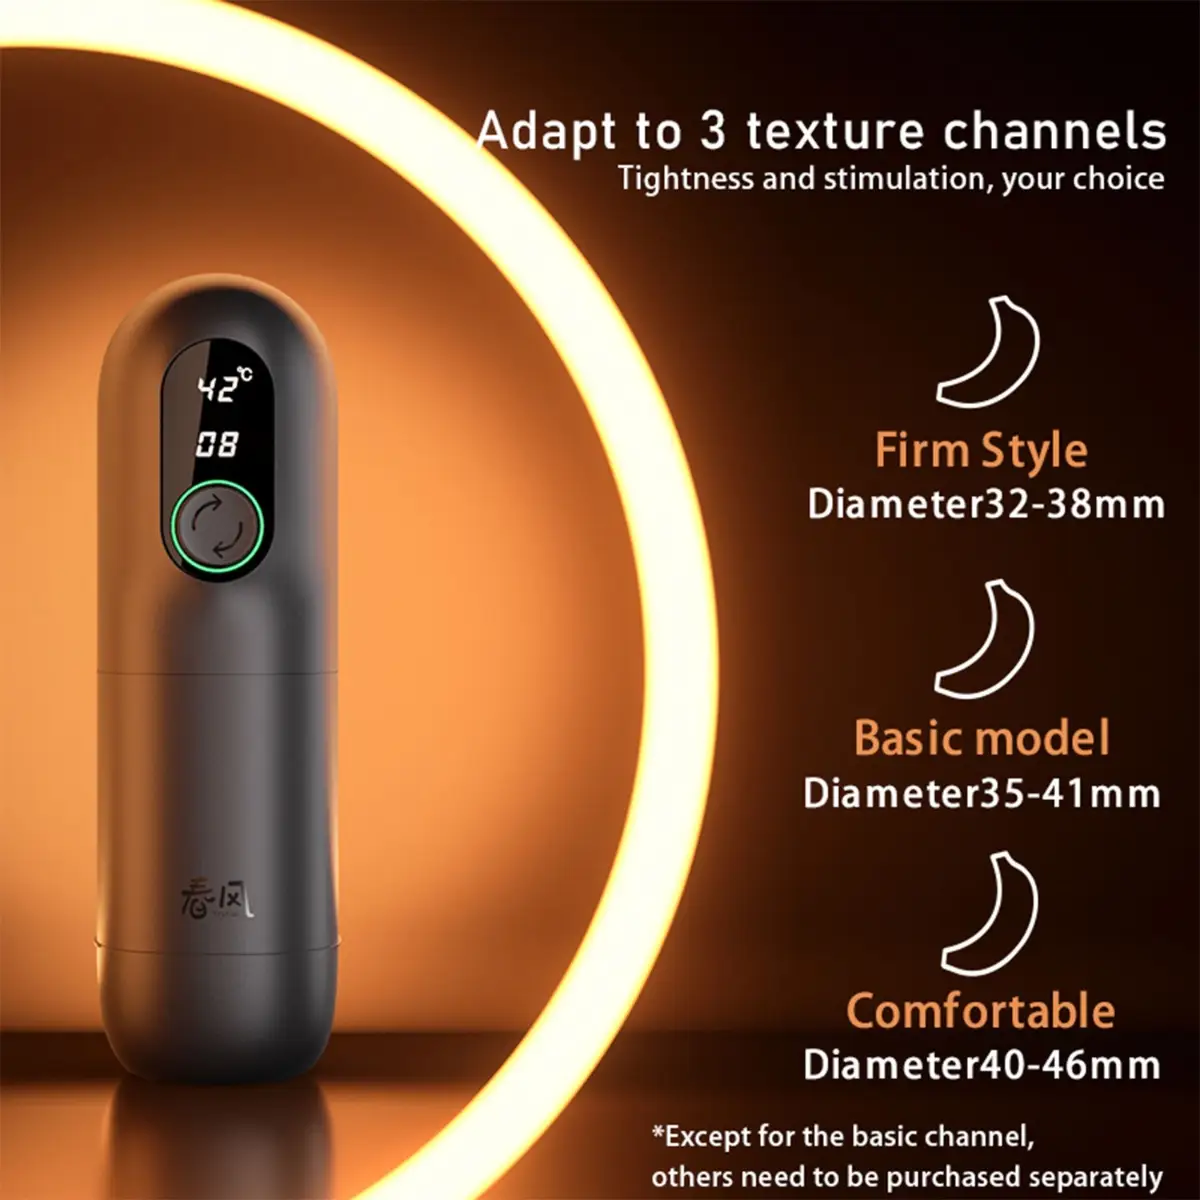 Adapt to 3 texture channels
Tightness and stimulation, your choice
42℃
08
Firm Style
Diameter32-38mm
Basic model
Diameter35-41mm
春风
Comfortable
Diameter40-46mm
*Except for the basic channel,
others need to be purchased separately